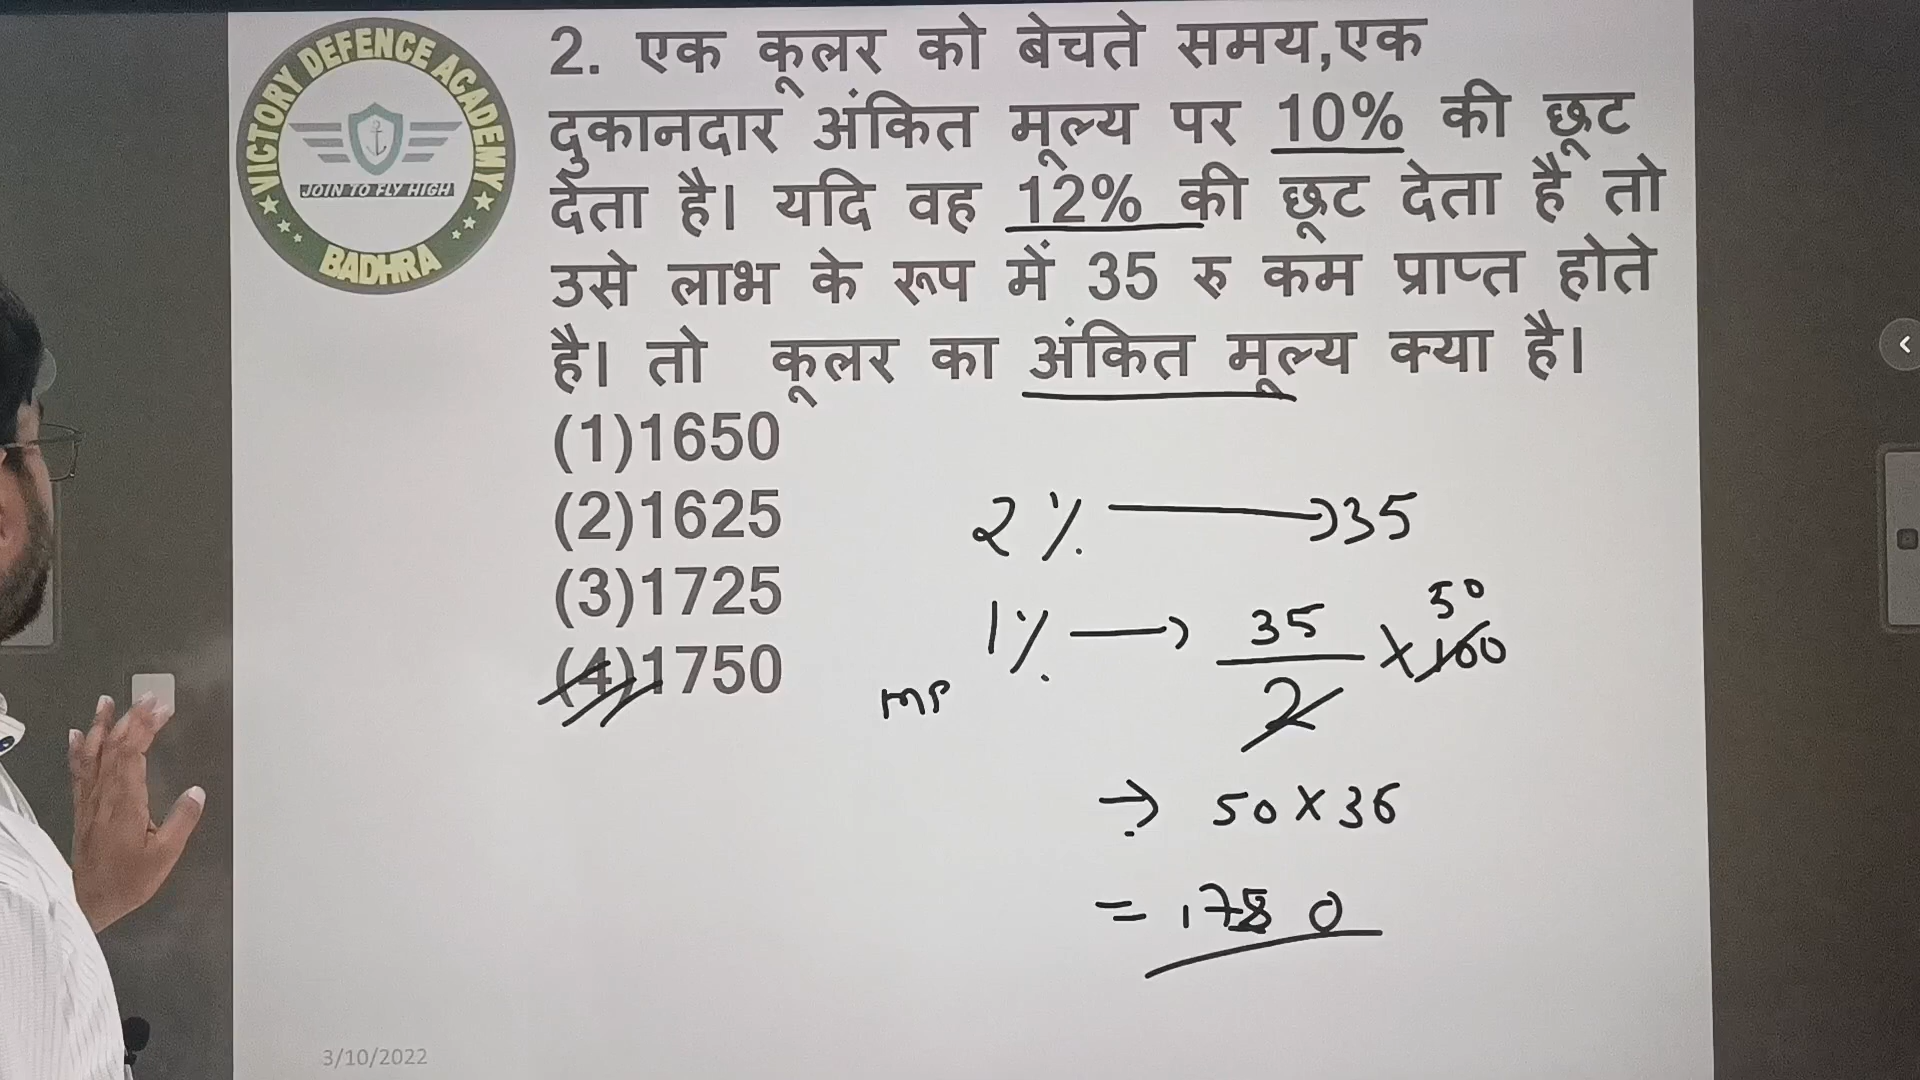 VICTORY DEFENCE ACADEMY
JOIN TO FLY HIGH
BADHRA
2. एक कूलर को बेचते समय,एक
दुकानदार अंकित मूल्य पर 10% की छूट
देता है। यदि वह 12% की छूट देता है तो
उसे लाभ के रूप में 35 रु कम प्राप्त होते
है। तो कूलर का अंकित मूल्य क्या है।
(1)1650
(2)1625
(3)1725
(4)1750
2% → 35
1% → 35/2 × 100 50
MP
→ 50 × 36
= 1750
3/10/2022